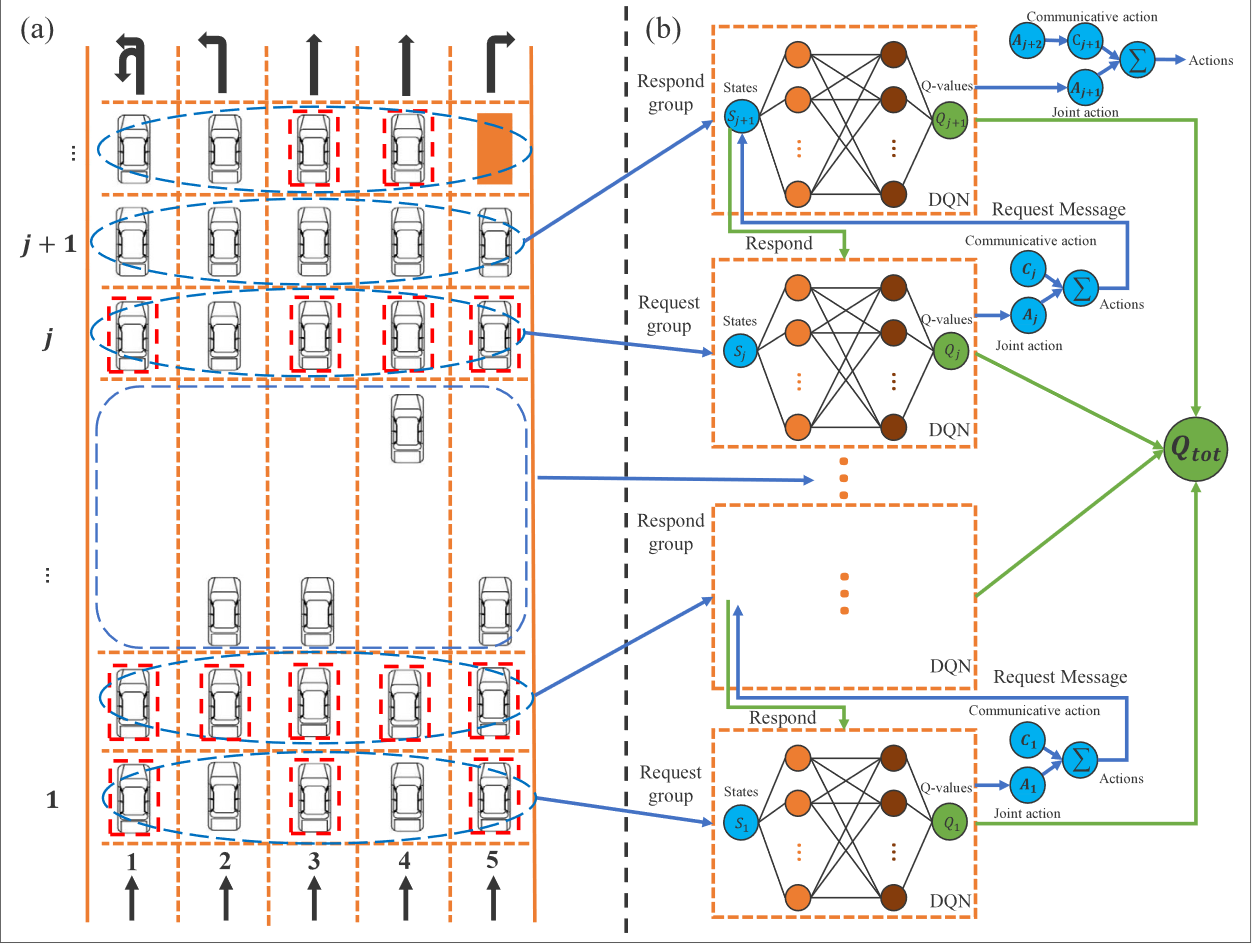 (a)
⋮
j + 1
j
⋮
1
1 2 3 4 5
(b)
Respond
group
States
S_{j+1}
Q-values
Q_{j+1}
DQN
Communicative action
A_{j+2}
C_{j+1}
∑
Actions
A_{j+1}
Joint action
Respond
Request Message
Request
group
States
S_j
Q-values
Q_j
DQN
Communicative action
C_j
A_j
∑
Actions
Joint action
Q_{tot}
Respond
group
DQN
Respond
Request Message
Request
group
States
S_1
Q-values
Q_1
DQN
Communicative action
C_1
A_1
∑
Actions
Joint action